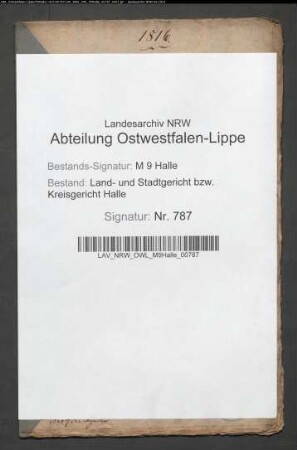 1816
Landesarchiv NRW
Abteilung Ostwestfalen-Lippe
Bestands-Signatur: M 9 Halle
Bestand: Land- und Stadtgericht bzw.
Kreisgericht Halle
Signatur: Nr. 787
LAV_NRW_OWL_M9Halle_00787